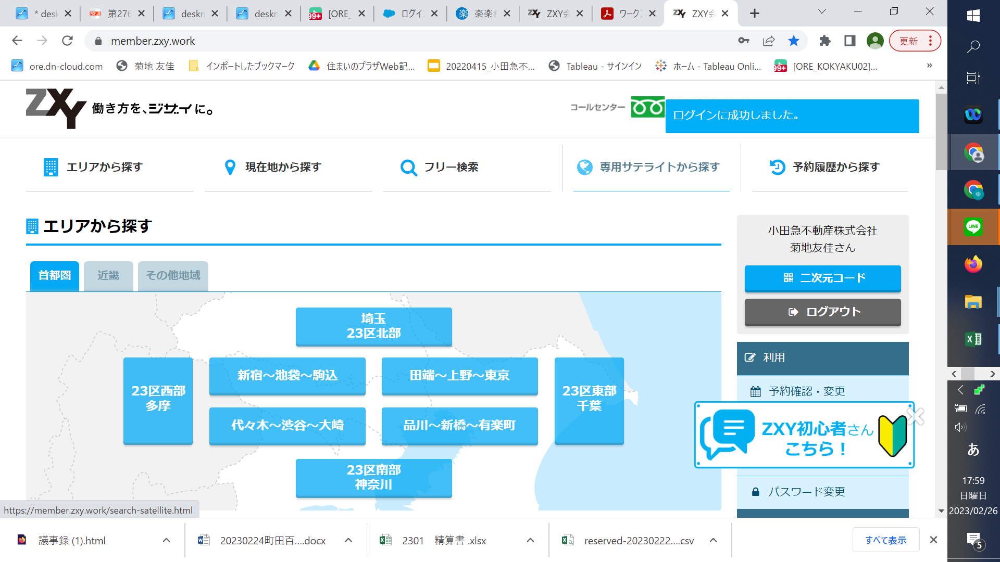 * desk
第276
deskn
deskn
[ORE_
ログイン
楽楽精
ZXY会
ワークス
ZXY会
member.zxy.work
更新
ore.dn-cloud.com
菊地 友佳
インポートしたブックマーク
住まいのプラザWeb記...
20220415_小田急不...
Tableau - サインイン
ホーム - Tableau Onli...
[ORE_KOKYAKU02]...
»
ZXY 働き方を、ジザイに。
コールセンター
ログインに成功しました。
エリアから探す
現在地から探す
フリー検索
専用サテライトから探す
予約履歴から探す
エリアから探す
首都圏
近畿
その他地域
埼玉
23区北部
23区西部
多摩
新宿～池袋～駒込
田端～上野～東京
23区東部
千葉
代々木～渋谷～大崎
品川～新橋～有楽町
23区南部
神奈川
小田急不動産株式会社
菊地友佳さん
二次元コード
ログアウト
利用
予約確認・変更
ZXY初心者さん
こちら！
パスワード変更
https://member.zxy.work/search-satellite.html
議事録 (1).html
20230224町田百....docx
2301 精算書 .xlsx
reserved-20230222....csv
すべて表示
LINE
あ
17:59
日曜日
2023/02/26
5